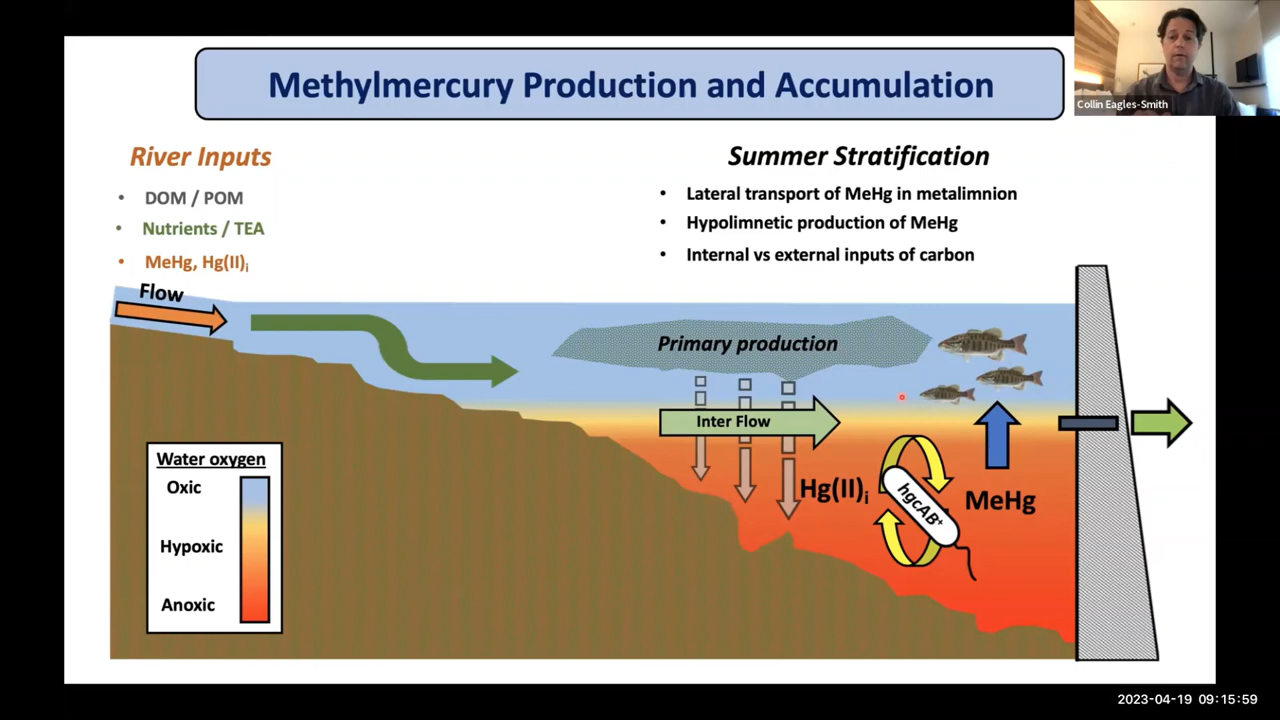 Methylmercury Production and Accumulation
Collin Eagles-Smith
River Inputs
• DOM / POM
• Nutrients / TEA
• MeHg, Hg(II)i
Summer Stratification
• Lateral transport of MeHg in metalimnion
• Hypolimnetic production of MeHg
• Internal vs external inputs of carbon
Flow
Primary production
Inter Flow
Hg(II)i
hgcAB+
MeHg
Water oxygen
Oxic
Hypoxic
Anoxic
2023-04-19 09:15:59